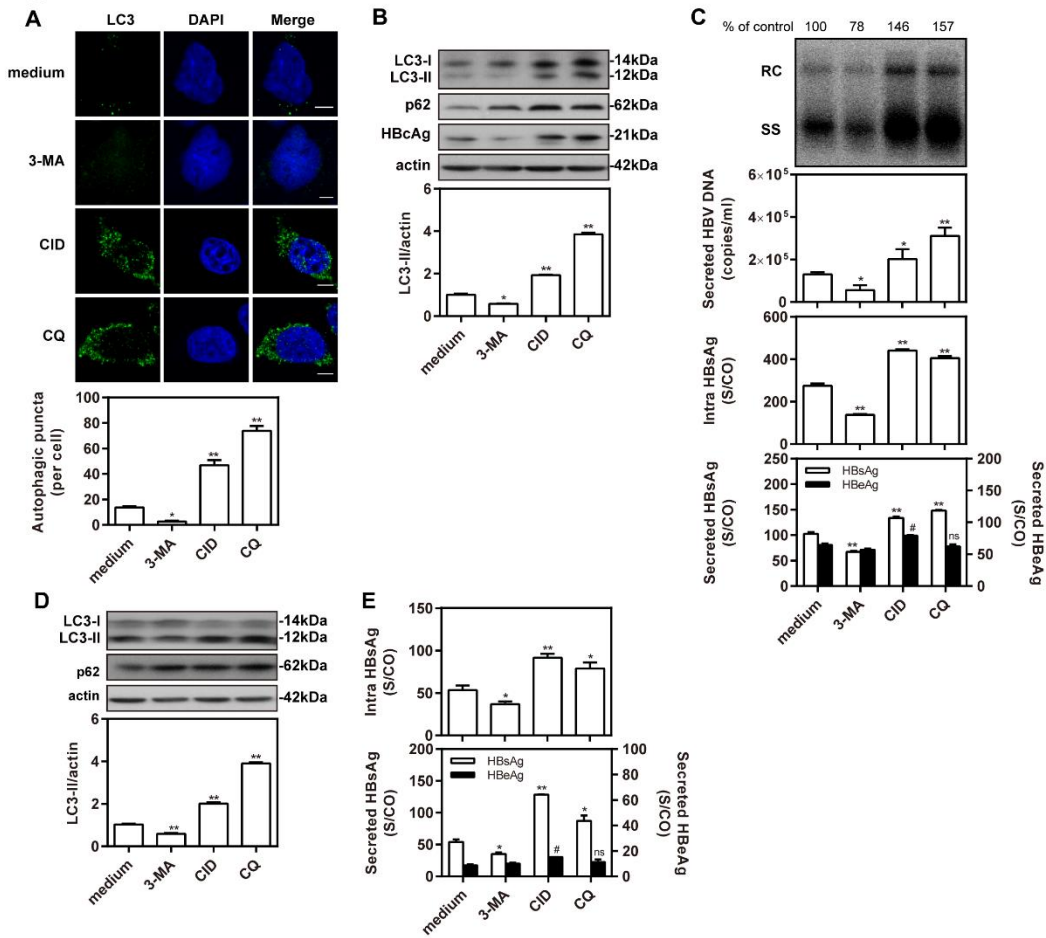 A
LC3 DAPI Merge
medium
3-MA
CID
CQ
Autophagic puncta
(per cell)
100
80
60
40
20
0
* ** **
medium 3-MA CID CQ
B
LC3-I -14kDa
LC3-II -12kDa
p62 -62kDa
HBcAg -21kDa
actin -42kDa
LC3-II/actin
6
4
2
0
* ** **
medium 3-MA CID CQ
C
% of control 100 78 146 157
RC
SS
Secreted HBV DNA
(copies/ml)
6×10⁵
4×10⁵
2×10⁵
0
* * **
Intra HBsAg
(S/CO)
600
400
200
0
** ** **
Secreted HBsAg
(S/CO)
250
200
150
100
50
0
HBsAg
HBeAg
** ** # ** ns
200
150
100
50
0
Secreted HBeAg
(S/CO)
medium 3-MA CID CQ
D
LC3-I -14kDa
LC3-II -12kDa
p62 -62kDa
actin -42kDa
LC3-II/actin
6
4
2
0
** ** **
medium 3-MA CID CQ
E
Intra HBsAg
(S/CO)
150
100
50
0
* ** *
Secreted HBsAg
(S/CO)
200
150
100
50
0
HBsAg
HBeAg
* ** # * ns
100
80
60
40
20
0
Secreted HBeAg
(S/CO)
medium 3-MA CID CQ